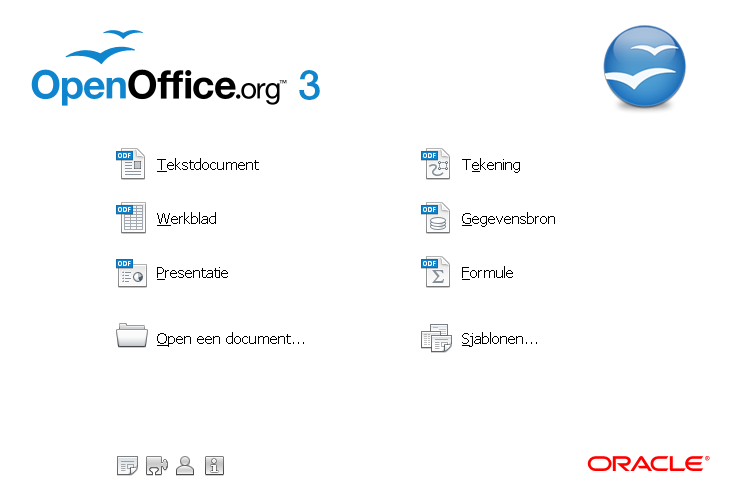 OpenOffice.org™ 3
ODF Tekstdocument
ODF Tekening
ODF Werkblad
ODF Gegevensbron
ODF Presentatie
ODF Formule
Open een document...
Sjablonen...
ORACLE®